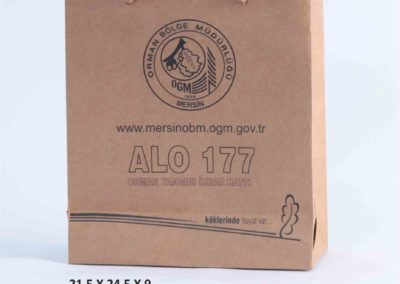 ORMAN BÖLGE MÜDÜRLÜĞÜ
OGM
MERSİN
www.mersinobm.ogm.gov.tr
ALO 177
ORMAN YANGINI İHBAR HATTI
köklerinde hayat var...
21,5 X 24,5 X 9